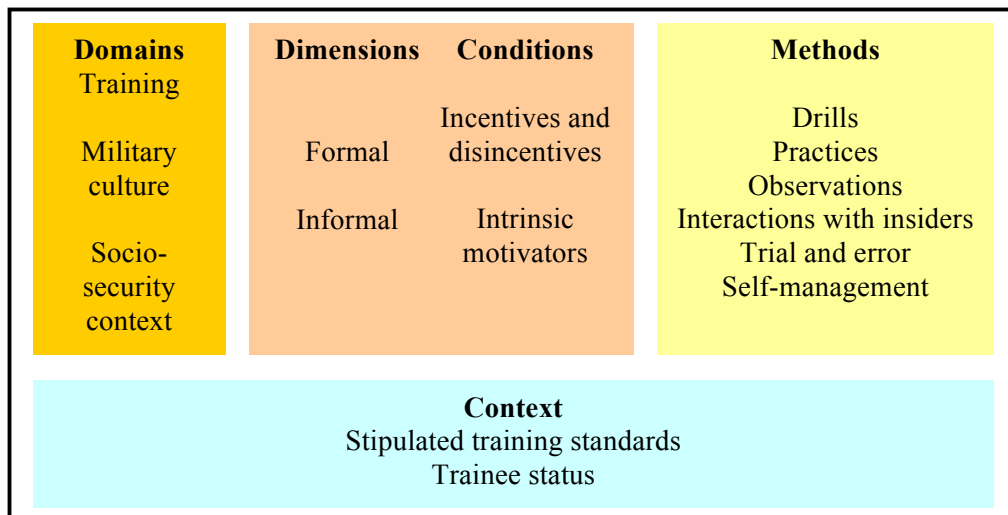 Domains
Training
Military
culture
Socio-
security
context
Dimensions
Formal
Informal
Conditions
Incentives and
disincentives
Intrinsic
motivators
Methods
Drills
Practices
Observations
Interactions with insiders
Trial and error
Self-management
Context
Stipulated training standards
Trainee status